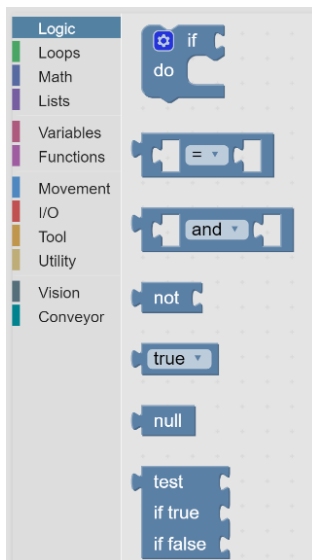 Logic
Loops
Math
Lists
Variables
Functions
Movement
I/O
Tool
Utility
Vision
Conveyor
if
do
=
and
not
true
null
test
if true
if false